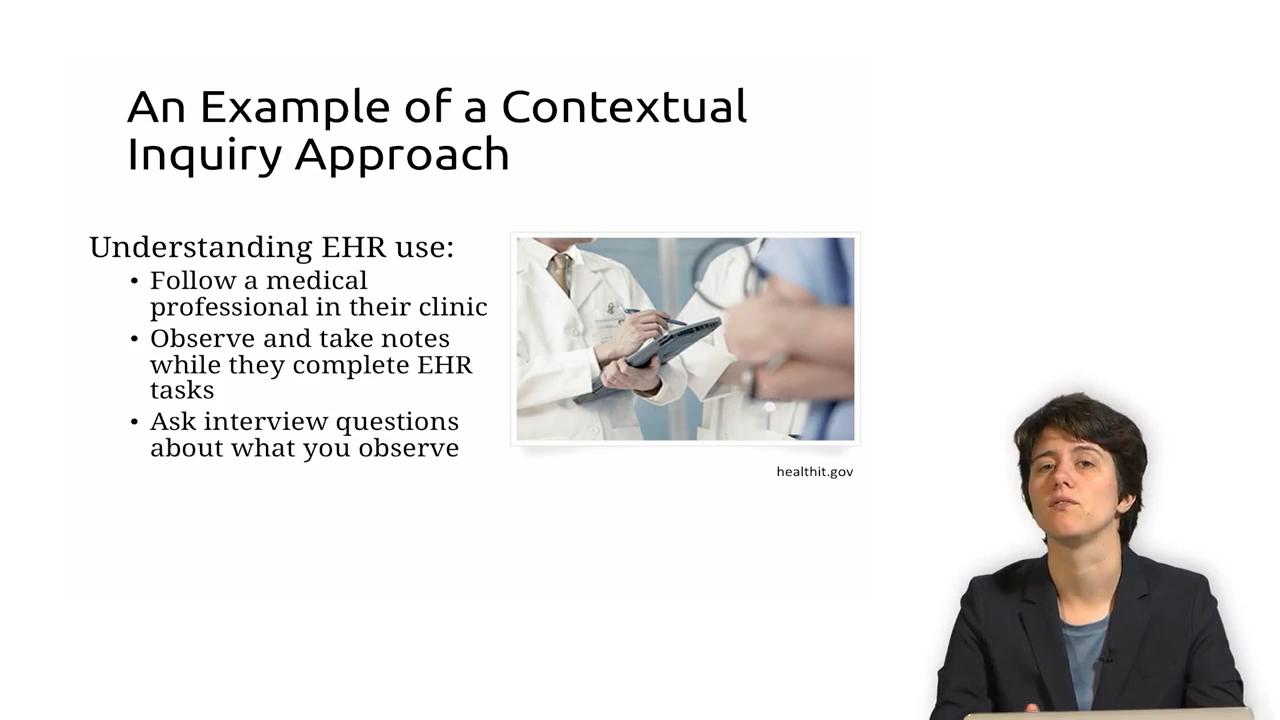 An Example of a Contextual
Inquiry Approach
Understanding EHR use:
• Follow a medical
professional in their clinic
• Observe and take notes
while they complete EHR
tasks
• Ask interview questions
about what you observe
healthit.gov